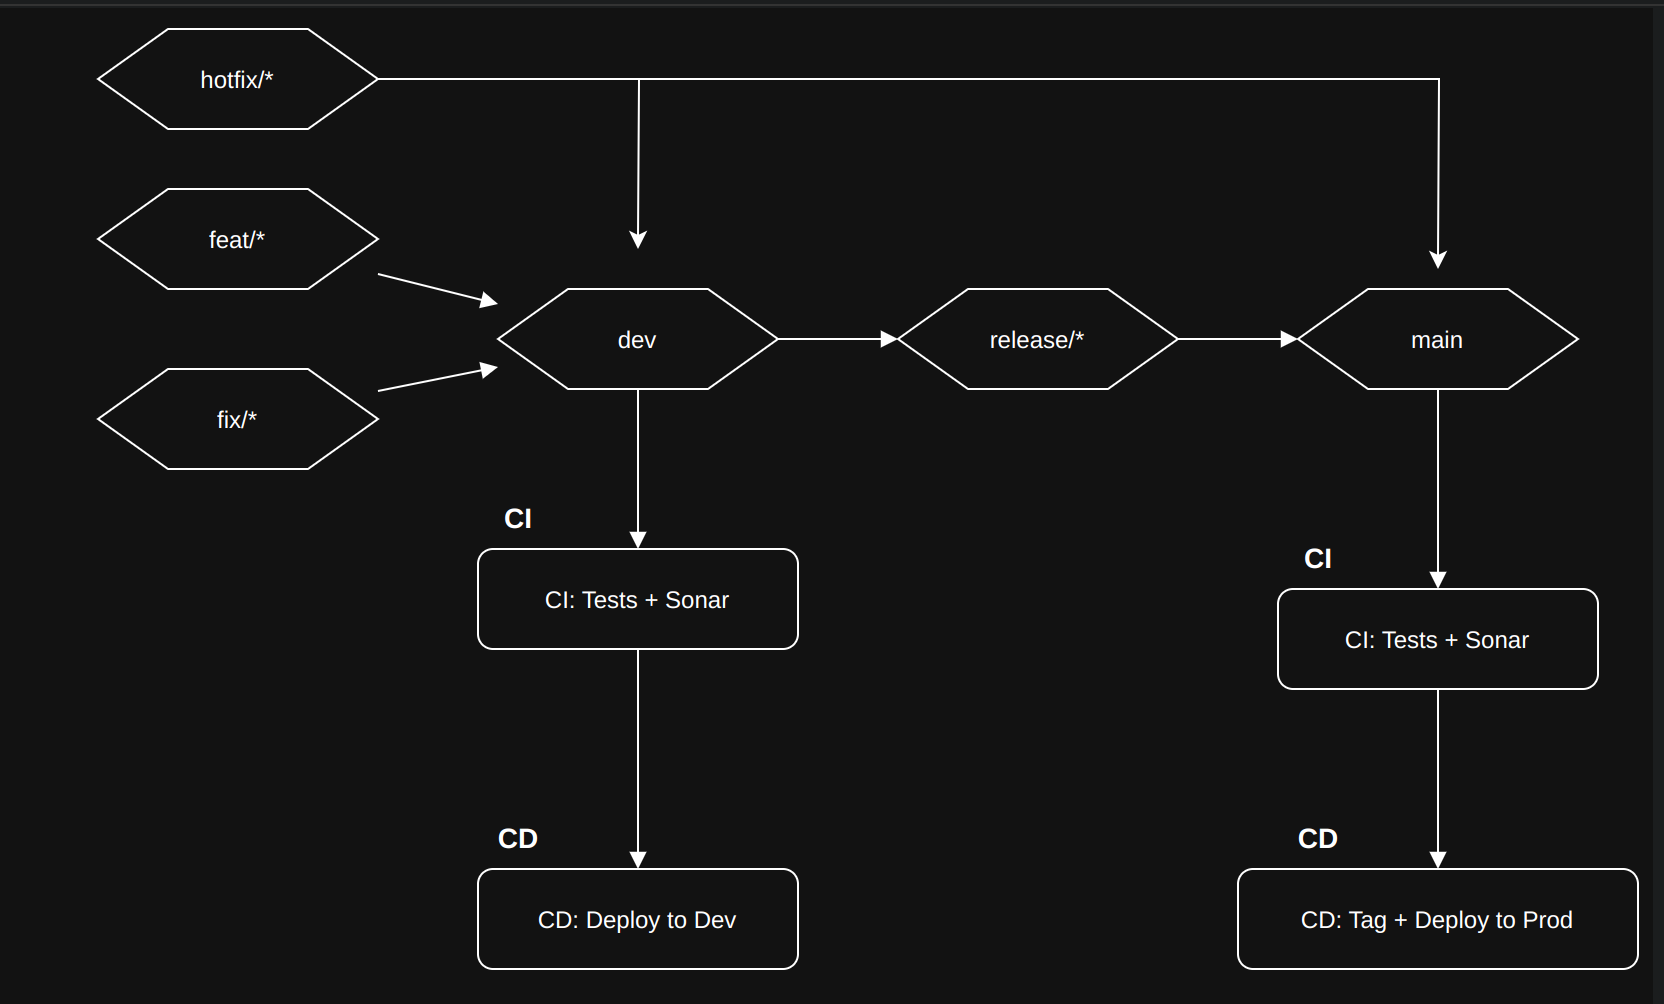 hotfix/*
feat/*
fix/*
dev
release/*
main
CI
CI: Tests + Sonar
CI
CI: Tests + Sonar
CD
CD: Deploy to Dev
CD
CD: Tag + Deploy to Prod